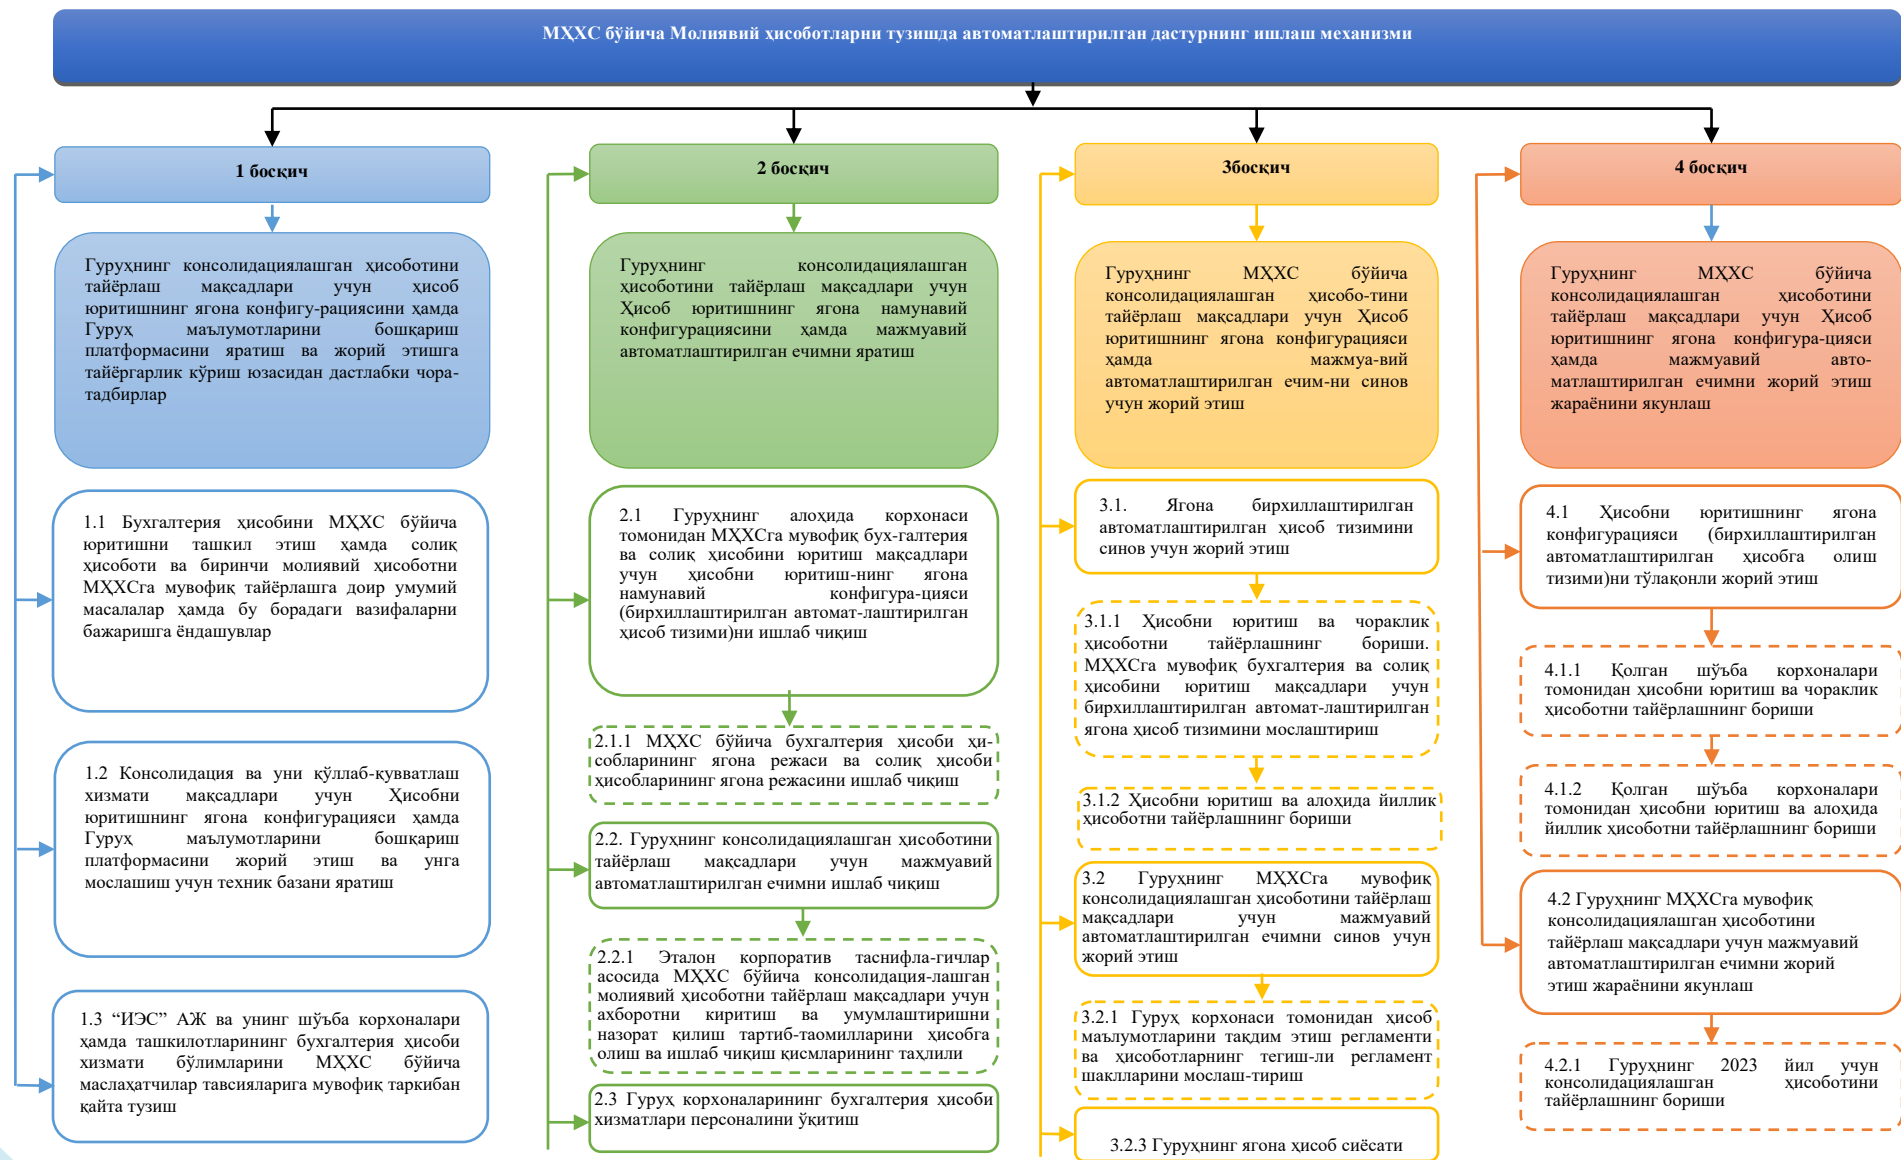 МҲХС бўйича Молиявий ҳисоботларни тузишда автоматлаштирилган дастурнинг ишлаш механизми
1 босқич
Гуруҳнинг консолидациялашган ҳисоботини
тайёрлаш мақсадлари учун ҳисоб
юритишнинг ягона конфигу-рациясини ҳамда
Гуруҳ маълумотларини бошқариш
платформасини яратиш ва жорий этишга
тайёргарлик кўриш юзасидан дастлабки чора-
тадбирлар
1.1 Бухгалтерия ҳисобини МҲХС бўйича
юритишни ташкил этиш ҳамда солиқ
ҳисоботи ва биринчи молиявий ҳисоботни
МҲХСга мувофиқ тайёрлашга доир умумий
масалалар ҳамда бу борадаги вазифаларни
бажаришга ёндашувлар
1.2 Консолидация ва уни қўллаб-қувватлаш
хизмати мақсадлари учун Ҳисобни
юритишнинг ягона конфигурацияси ҳамда
Гуруҳ маълумотларини бошқариш
платформасини жорий этиш ва унга
мослашиш учун техник базани яратиш
1.3 “ИЭС” АЖ ва унинг шўъба корхоналари
ҳамда ташкилотларининг бухгалтерия ҳисоби
хизмати бўлимларини МҲХС бўйича
маслаҳатчилар тавсияларига мувофиқ таркибан
қайта тузиш
2 босқич
Гуруҳнинг консолидациялашган
ҳисоботини тайёрлаш мақсадлари учун
Ҳисоб юритишнинг ягона намунавий
конфигурациясини ҳамда мажмуавий
автоматлаштирилган ечимни яратиш
2.1 Гуруҳнинг алоҳида корхонаси
томонидан МҲХСга мувофиқ бух-галтерия
ва солиқ ҳисобини юритиш мақсадлари
учун ҳисобни юритиш-нинг ягона
намунавий конфигура-цияси
(бирхиллаштирилган автомат-лаштирилган
ҳисоб тизими)ни ишлаб чиқиш
2.1.1 МҲХС бўйича бухгалтерия ҳисоби ҳи-
собларининг ягона режаси ва солиқ ҳисоби
ҳисобларининг ягона режасини ишлаб чиқиш
2.2. Гуруҳнинг консолидациялашган ҳисоботини
тайёрлаш мақсадлари учун мажмуавий
автоматлаштирилган ечимни ишлаб чиқиш
2.2.1 Эталон корпоратив таснифла-гичлар
асосида МҲХС бўйича консолидация-лашган
молиявий ҳисоботни тайёрлаш мақсадлари учун
ахборотни киритиш ва умумлаштиришни
назорат қилиш тартиб-таомилларини ҳисобга
олиш ва ишлаб чиқиш қисмларининг таҳлили
2.3 Гуруҳ корхоналарининг бухгалтерия ҳисоби
хизматлари персоналини ўқитиш
3босқич
Гуруҳнинг МҲХС бўйича
консолидациялашган ҳисобо-тини
тайёрлаш мақсадлари учун Ҳисоб
юритишнинг ягона конфигурацияси
ҳамда мажмуа-вий
автоматлаштирилган ечим-ни синов
учун жорий этиш
3.1. Ягона бирхиллаштирилган
автоматлаштирилган ҳисоб тизимини
синов учун жорий этиш
3.1.1 Ҳисобни юритиш ва чораклик
ҳисоботни тайёрлашнинг бориши.
МҲХСга мувофиқ бухгалтерия ва солиқ
ҳисобини юритиш мақсадлари учун
бирхиллаштирилган автомат-лаштирилган
ягона ҳисоб тизимини мослаштириш
3.1.2 Ҳисобни юритиш ва алоҳида йиллик
ҳисоботни тайёрлашнинг бориши
3.2 Гуруҳнинг МҲХСга мувофиқ
консолидациялашган ҳисоботини тайёрлаш
мақсадлари учун мажмуавий
автоматлаштирилган ечимни синов учун
жорий этиш
3.2.1 Гуруҳ корхонаси томонидан ҳисоб
маълумотларини тақдим этиш регламенти
ва ҳисоботларнинг тегиш-ли регламент
шаклларини мослаш-тириш
3.2.3 Гуруҳнинг ягона ҳисоб сиёсати
4 босқич
Гуруҳнинг МҲХС бўйича
консолидациялашган ҳисоботини
тайёрлаш мақсадлари учун Ҳисоб
юритишнинг ягона конфигура-цияси
ҳамда мажмуавий авто-
матлаштирилган ечимни жорий этиш
жараёнини якунлаш
4.1 Ҳисобни юритишнинг ягона
конфигурацияси (бирхиллаштирилган
автоматлаштирилган ҳисобга олиш
тизими)ни тўлақонли жорий этиш
4.1.1 Қолган шўъба корхоналари
томонидан ҳисобни юритиш ва чораклик
ҳисоботни тайёрлашнинг бориши
4.1.2 Қолган шўъба корхоналари
томонидан ҳисобни юритиш ва алоҳида
йиллик ҳисоботни тайёрлашнинг бориши
4.2 Гуруҳнинг МҲХСга мувофиқ
консолидациялашган ҳисоботини
тайёрлаш мақсадлари учун мажмуавий
автоматлаштирилган ечимни жорий
этиш жараёнини якунлаш
4.2.1 Гуруҳнинг 2023 йил учун
консолидациялашган ҳисоботини
тайёрлашнинг бориши